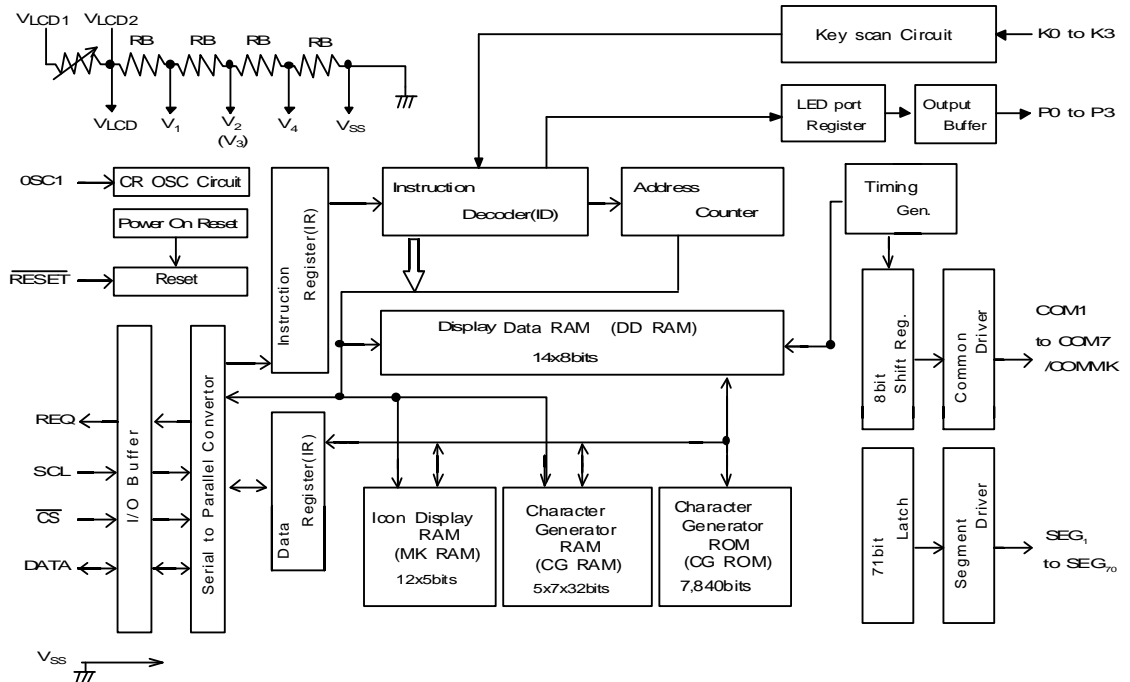 VLCD1 VLCD2
RB RB RB RB
VLCD V1 V2 V4 VSS
(V3)
Key scan Circuit
K0 to K3
LED port
Register
Output
Buffer
P0 to P3
OSC1
CR OSC Circuit
Power On Reset
RESET
Reset
Instruction
Register(IR)
Instruction
Decoder(ID)
Address
Counter
Timing
Gen.
Display Data RAM (DD RAM)
14x8bits
8bit
Shift Reg.
Common
Driver
COM1
to COM7
/COMMK
REQ
SCL
CS
DATA
I/O Buffer
Serial to Parallel Convertor
Data
Register(IR)
Icon Display
RAM
(MK RAM)
12x5bits
Character
Generator
RAM
(CG RAM)
5x7x32bits
Character
Generator
ROM
(CG ROM)
7,840bits
71bit
Latch
Segment
Driver
SEG1
to SEG70
VSS